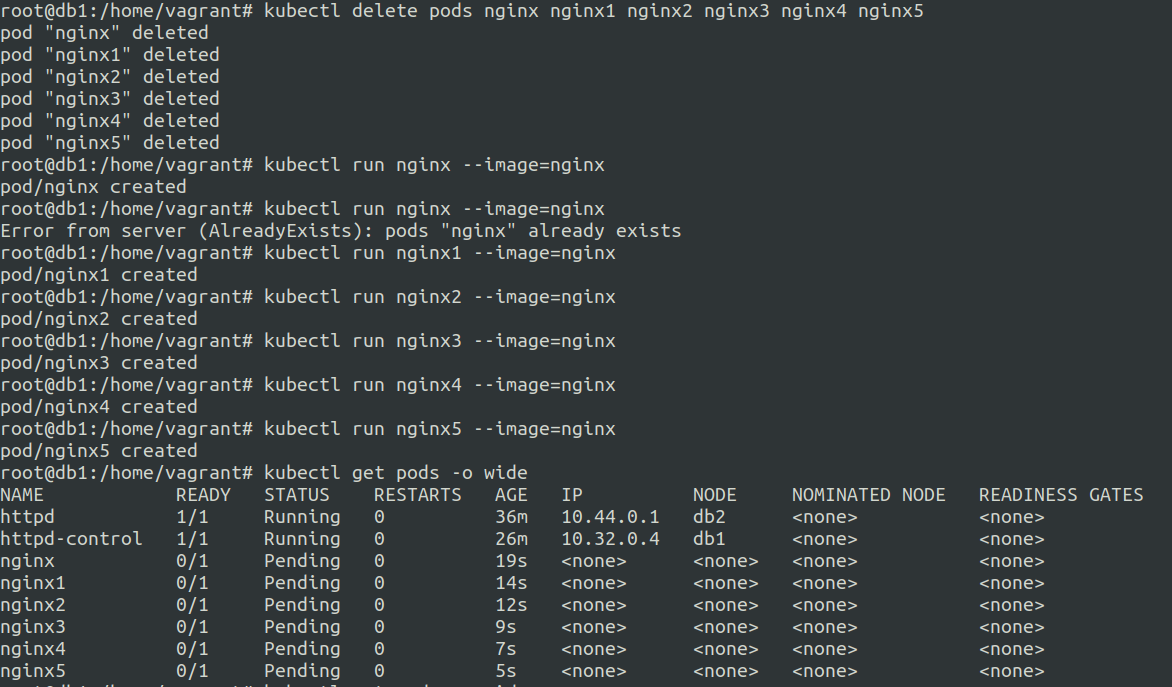 root@db1:/home/vagrant# kubectl delete pods nginx nginx1 nginx2 nginx3 nginx4 nginx5
pod "nginx" deleted
pod "nginx1" deleted
pod "nginx2" deleted
pod "nginx3" deleted
pod "nginx4" deleted
pod "nginx5" deleted
root@db1:/home/vagrant# kubectl run nginx --image=nginx
pod/nginx created
root@db1:/home/vagrant# kubectl run nginx --image=nginx
Error from server (AlreadyExists): pods "nginx" already exists
root@db1:/home/vagrant# kubectl run nginx1 --image=nginx
pod/nginx1 created
root@db1:/home/vagrant# kubectl run nginx2 --image=nginx
pod/nginx2 created
root@db1:/home/vagrant# kubectl run nginx3 --image=nginx
pod/nginx3 created
root@db1:/home/vagrant# kubectl run nginx4 --image=nginx
pod/nginx4 created
root@db1:/home/vagrant# kubectl run nginx5 --image=nginx
pod/nginx5 created
root@db1:/home/vagrant# kubectl get pods -o wide
NAME            READY   STATUS    RESTARTS   AGE   IP          NODE     NOMINATED NODE   READINESS GATES
httpd           1/1     Running   0          36m   10.44.0.1   db2      <none>           <none>
httpd-control   1/1     Running   0          26m   10.32.0.4   db1      <none>           <none>
nginx           0/1     Pending   0          19s   <none>      <none>   <none>           <none>
nginx1          0/1     Pending   0          14s   <none>      <none>   <none>           <none>
nginx2          0/1     Pending   0          12s   <none>      <none>   <none>           <none>
nginx3          0/1     Pending   0          9s    <none>      <none>   <none>           <none>
nginx4          0/1     Pending   0          7s    <none>      <none>   <none>           <none>
nginx5          0/1     Pending   0          5s    <none>      <none>   <none>           <none>